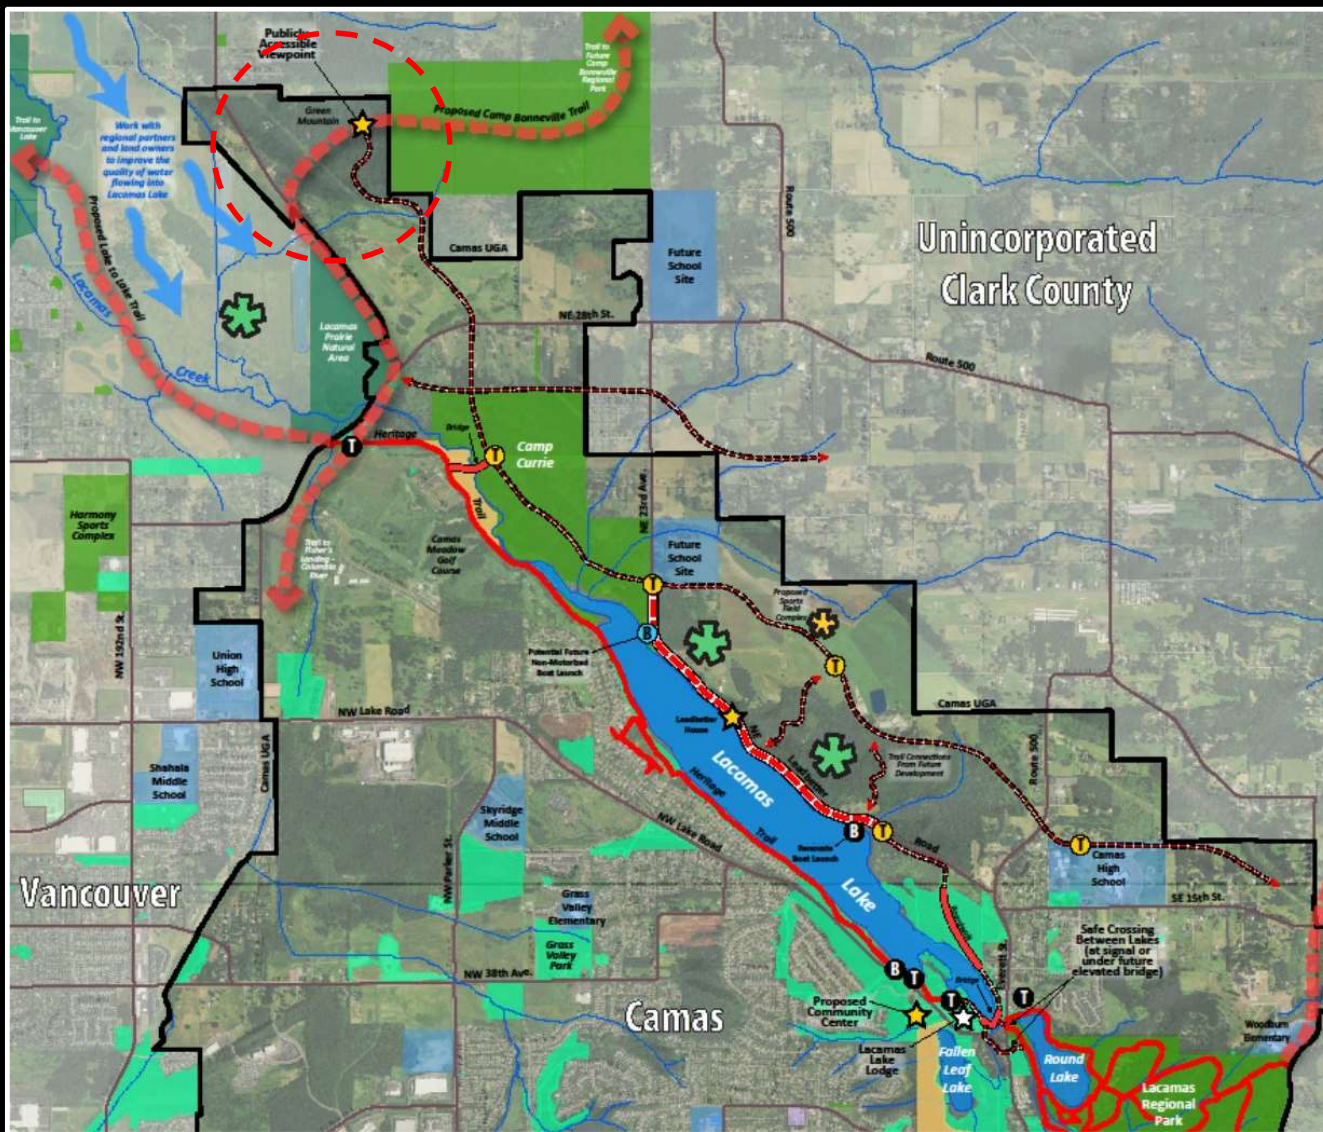 Publicly
Accessible
Viewpoint
Trail to
Future
Camp
Bonneville
Regional
Park
Green
Mountain
Proposed Camp Bonneville Trail
Trail to
Vancouver
Lake
Work with
regional partners
and land owners
to improve the
quality of water
flowing into
Lacamas Lake
Proposed Lake to Lake Trail
Route 500
Unincorporated
Clark County
Camas UGA
Future
School
Site
Lacamas
Creek
Lacamas
Prairie
Natural
Area
NE 28th St.
Route 500
T
Heritage
Trail
Bridge
T
Camp
Currie
NE 23rd Ave.
Harmony
Sports
Complex
Trail to
Fisher's
Landing -
Columbia
River
Camas
Meadow
Golf
Course
Future
School
Site
T
Proposed
Sports
Field
Complex
B
Potential Future
Non-Motorized
Boat Launch
T
NW 192nd St.
Union
High
School
NW Lake Road
Leadbetter
House
NE
Leadbetter
Road
Camas UGA
Camas UGA
Route 500
Trail Connections
From Future
Development
Shahala
Middle
School
Skyridge
Middle
School
NW Parker St.
Heritage
Trail
NW Lake Road
Lacamas
Lake
B
T
Renovate
Boat Launch
T
Camas
High
School
SE 15th St.
Vancouver
Grass
Valley
Elementary
Grass
Valley
Park
NW 38th Ave.
Boardwalk
Everett St.
Safe Crossing
Between Lakes
(at signal or
under future
elevated bridge)
B
T
T
Bridge
T
Camas
Proposed
Community
Center
Lacamas
Lake
Lodge
Fallen
Leaf
Lake
Round
Lake
Woodburn
Elementary
Lacamas
Regional
Park